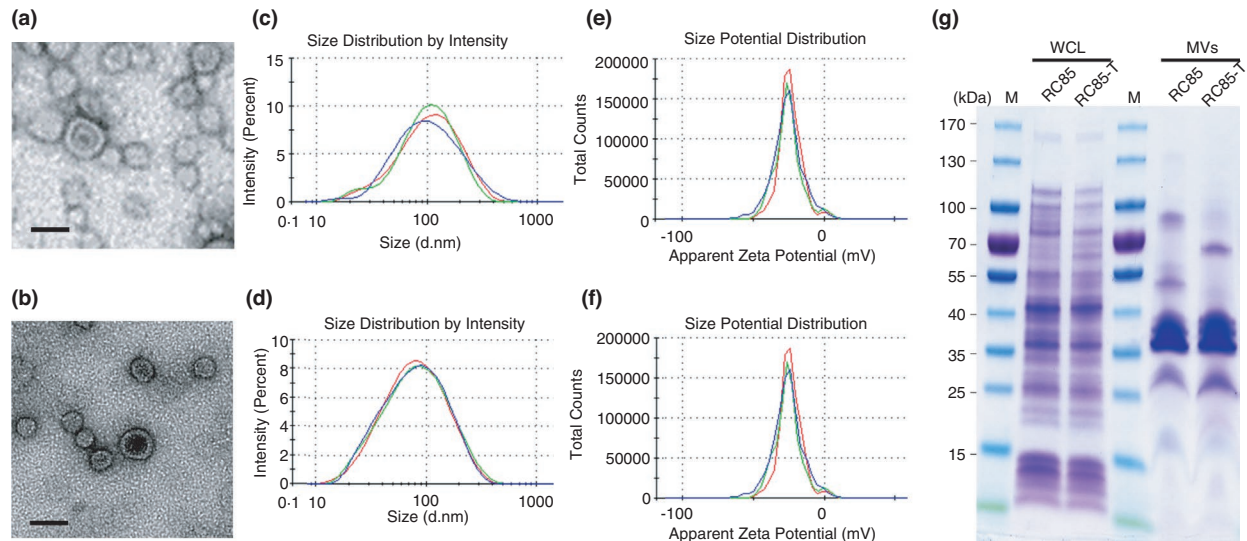 (a)
(b)
(c)
Size Distribution by Intensity
Intensity (Percent)
15
10
5
0
0·1 10 100 1000
Size (d.nm)
(d)
Size Distribution by Intensity
Intensity (Percent)
10
8
6
4
2
0
0·1 10 100 1000
Size (d.nm)
(e)
Size Potential Distribution
Total Counts
200000
150000
100000
50000
0
-100 0
Apparent Zeta Potential (mV)
(f)
Size Potential Distribution
Total Counts
200000
150000
100000
50000
0
-100 0
Apparent Zeta Potential (mV)
(g)
WCL MVs
(kDa) M RC85 RC85-T M RC85 RC85-T
170
130
100
70
55
40
35
25
15